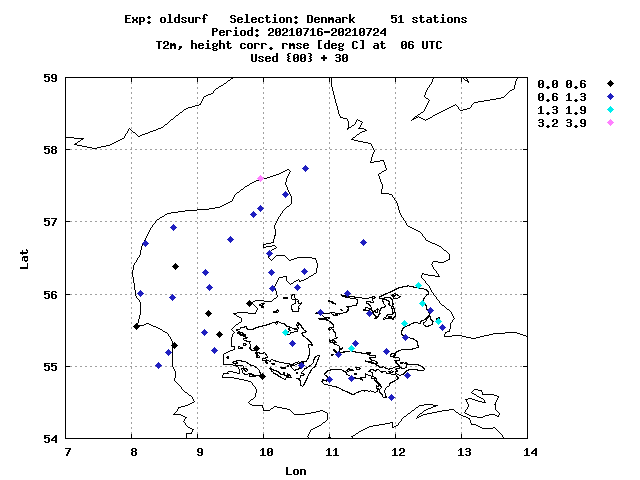 Exp: oldsurf   Selection: Denmark     51 stations
Period: 20210716-20210724
T2m, height corr. rmse [deg C] at  06 UTC
Used {00} + 30
0.0 0.6
0.6 1.3
1.3 1.9
3.2 3.9
59
58
57
56
55
54
Lat
7 8 9 10 11 12 13 14
Lon